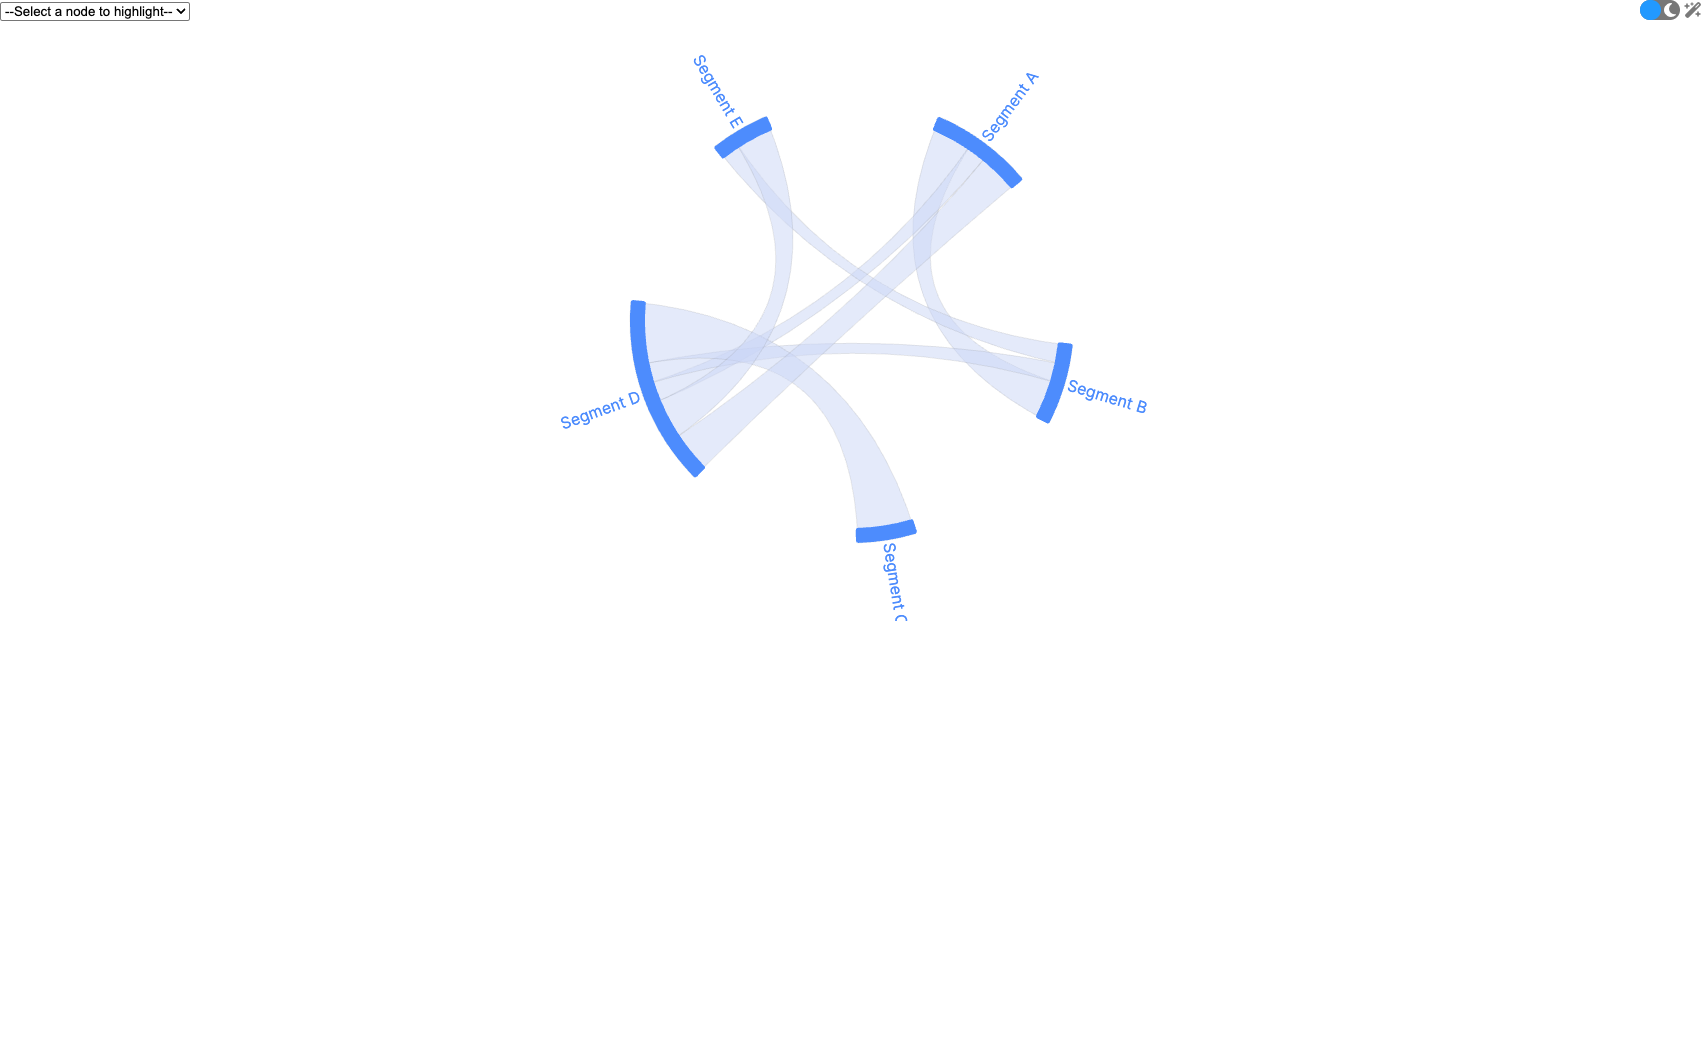 --Select a node to highlight--
Segment E
Segment A
Segment B
Segment D
Segment C